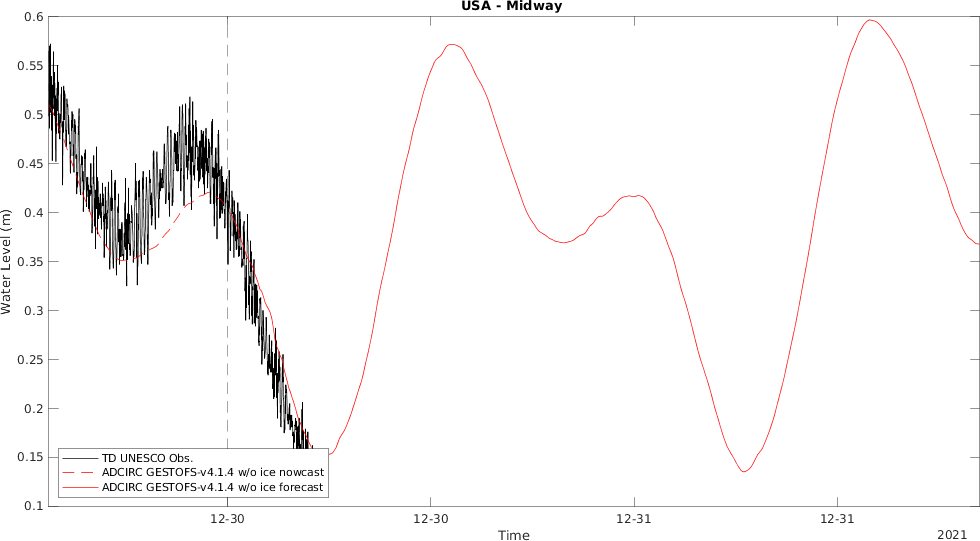 USA - Midway
Water Level (m)
0.6
0.55
0.5
0.45
0.4
0.35
0.3
0.25
0.2
0.15
0.1
TD UNESCO Obs.
ADCIRC GESTOFS-v4.1.4 w/o ice nowcast
ADCIRC GESTOFS-v4.1.4 w/o ice forecast
12-30
12-30
12-31
12-31
Time
2021